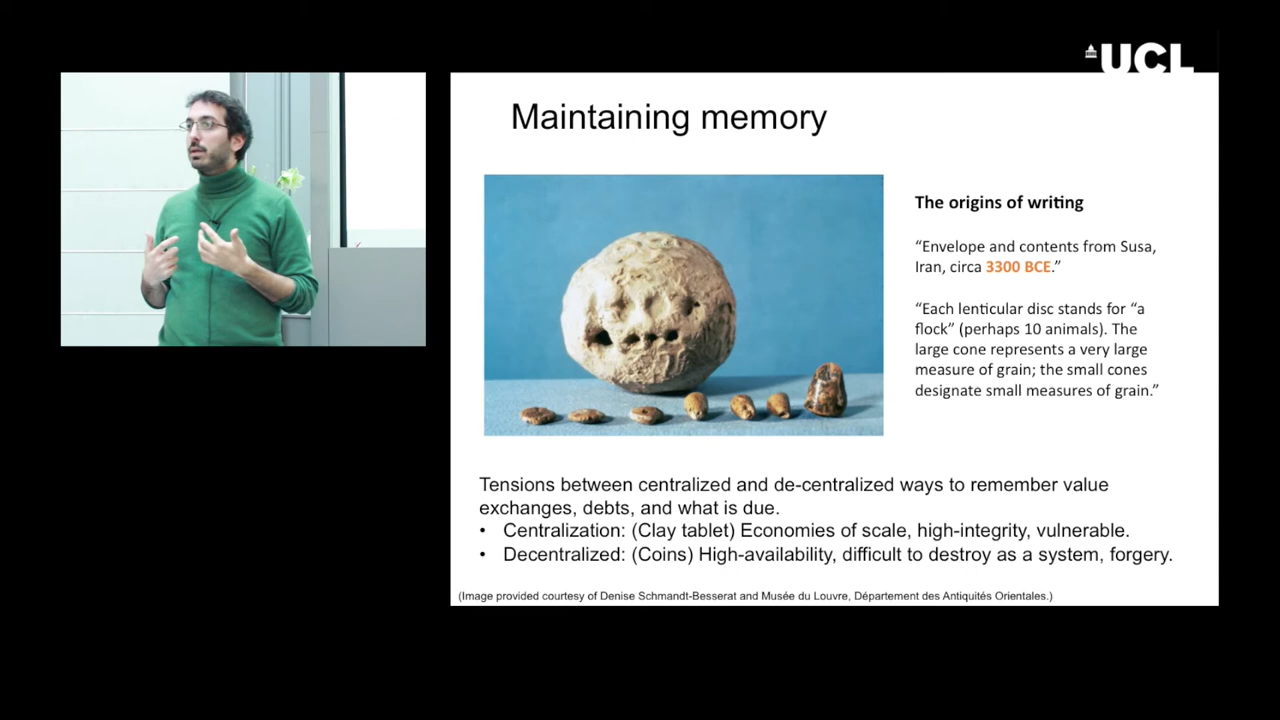 UCL
Maintaining memory
The origins of writing
“Envelope and contents from Susa,
Iran, circa 3300 BCE.”
“Each lenticular disc stands for “a
flock” (perhaps 10 animals). The
large cone represents a very large
measure of grain; the small cones
designate small measures of grain.”
Tensions between centralized and de-centralized ways to remember value
exchanges, debts, and what is due.
• Centralization: (Clay tablet) Economies of scale, high-integrity, vulnerable.
• Decentralized: (Coins) High-availability, difficult to destroy as a system, forgery.
(Image provided courtesy of Denise Schmandt-Besserat and Musée du Louvre, Département des Antiquités Orientales.)